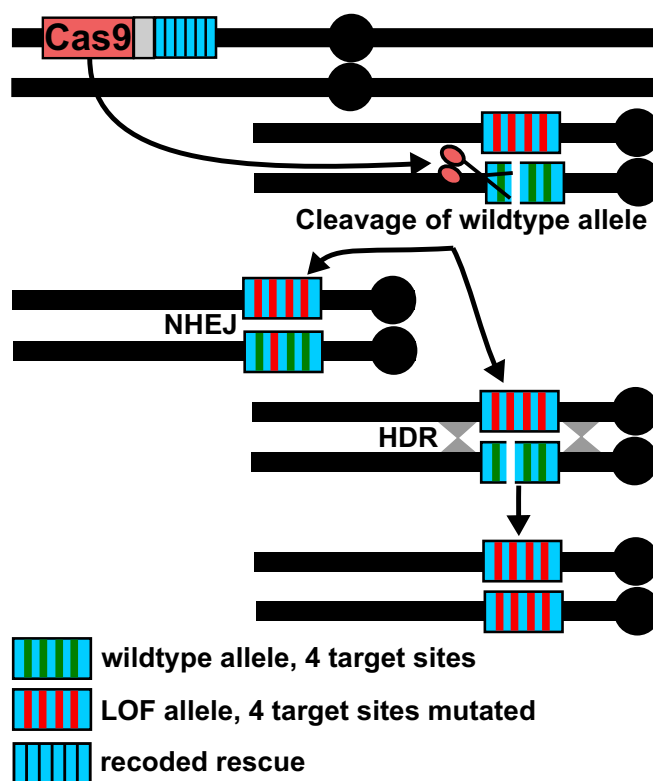 Cas9
Cleavage of wildtype allele
NHEJ
HDR
wildtype allele, 4 target sites
LOF allele, 4 target sites mutated
recoded rescue